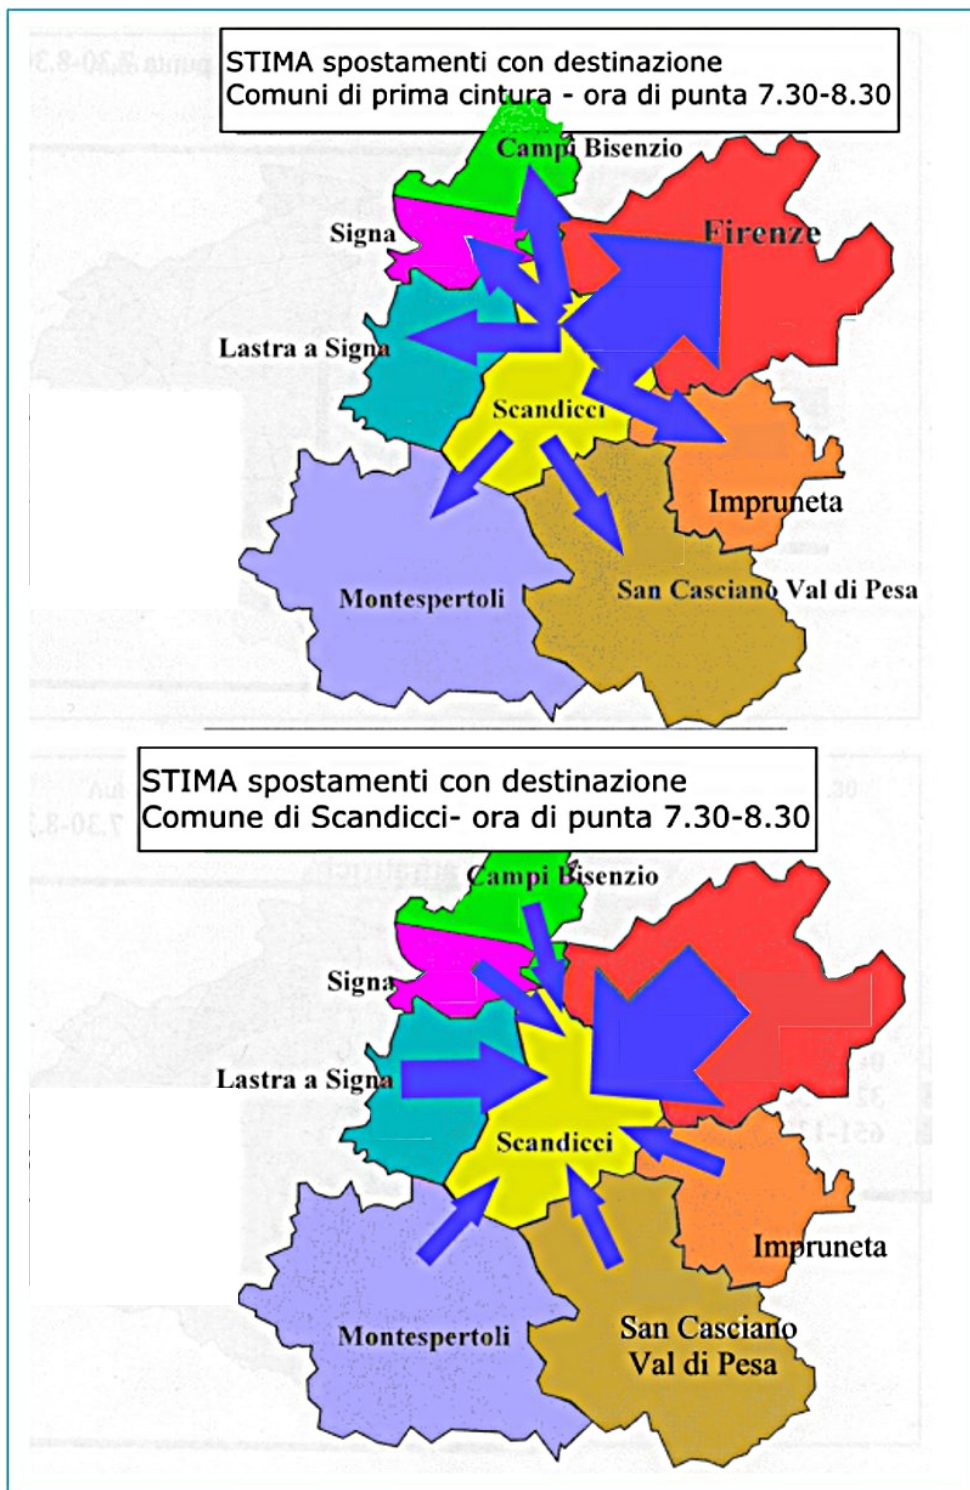 STIMA spostamenti con destinazione
Comuni di prima cintura - ora di punta 7.30-8.30
Campi Bisenzio
Firenze
Signa
Lastra a Signa
Scandicci
Impruneta
Montespertoli
San Casciano Val di Pesa
STIMA spostamenti con destinazione
Comune di Scandicci- ora di punta 7.30-8.30
Campi Bisenzio
Signa
Lastra a Signa
Scandicci
Impruneta
Montespertoli
San Casciano
Val di Pesa